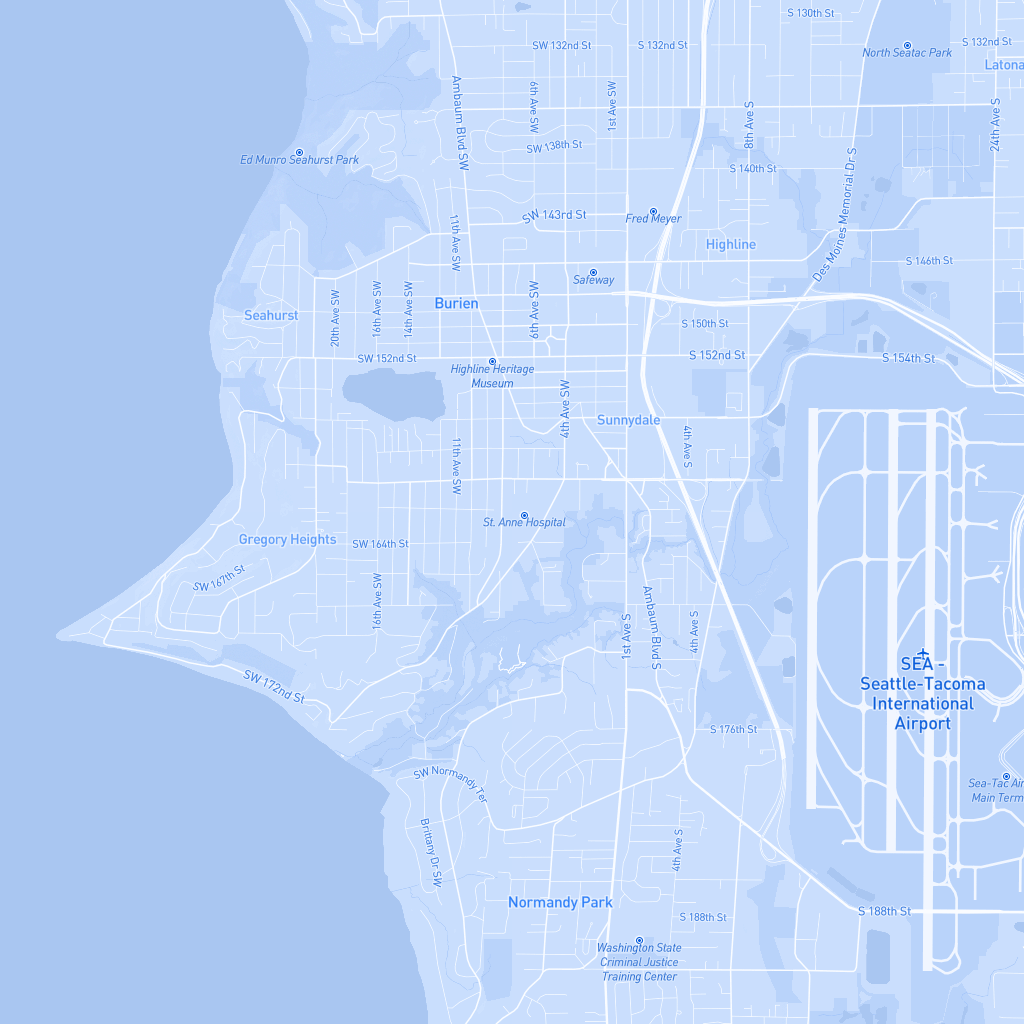 S 130th St
SW 132nd St
S 132nd St
S 132nd St
North Seatac Park
Latona
Ambaum Blvd SW
6th Ave SW
1st Ave SW
8th Ave S
24th Ave S
SW 138th St
Ed Munro Seahurst Park
S 140th St
Des Moines Memorial Dr S
SW 143rd St
Fred Meyer
11th Ave SW
Highline
S 146th St
Safeway
20th Ave SW
16th Ave SW
14th Ave SW
Burien
6th Ave SW
Seahurst
S 150th St
SW 152nd St
S 152nd St
S 154th St
Highline Heritage
Museum
4th Ave SW
Sunnydale
4th Ave S
11th Ave SW
St. Anne Hospital
Gregory Heights
SW 164th St
SW 167th St
16th Ave SW
Ambaum Blvd S
1st Ave S
4th Ave S
SEA -
Seattle-Tacoma
International
Airport
SW 172nd St
S 176th St
SW Normandy Ter
Sea-Tac Air
Main Term
Brittany Dr SW
4th Ave S
Normandy Park
S 188th St
S 188th St
Washington State
Criminal Justice
Training Center